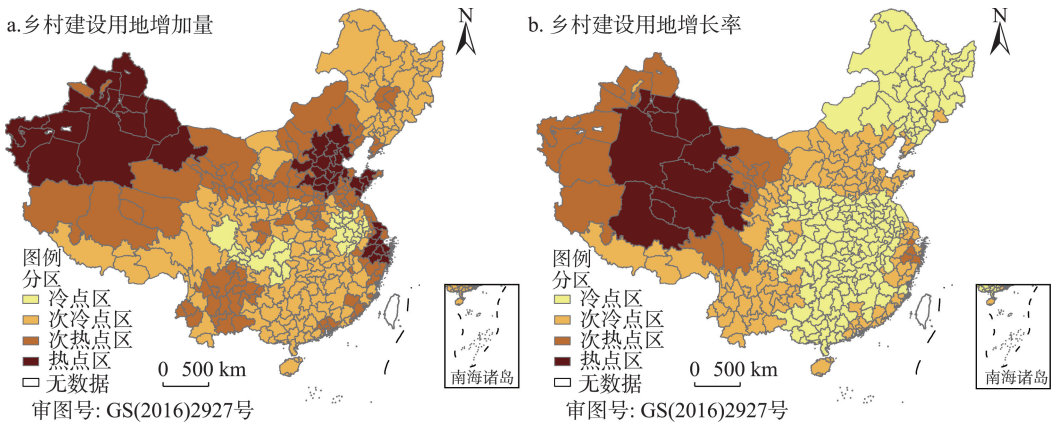 a.乡村建设用地增加量
N
图例
分区
冷点区
次冷点区
次热点区
热点区
无数据
0 500 km
南海诸岛
审图号: GS(2016)2927号
b. 乡村建设用地增长率
N
图例
分区
冷点区
次冷点区
次热点区
热点区
无数据
0 500 km
南海诸岛
审图号: GS(2016)2927号